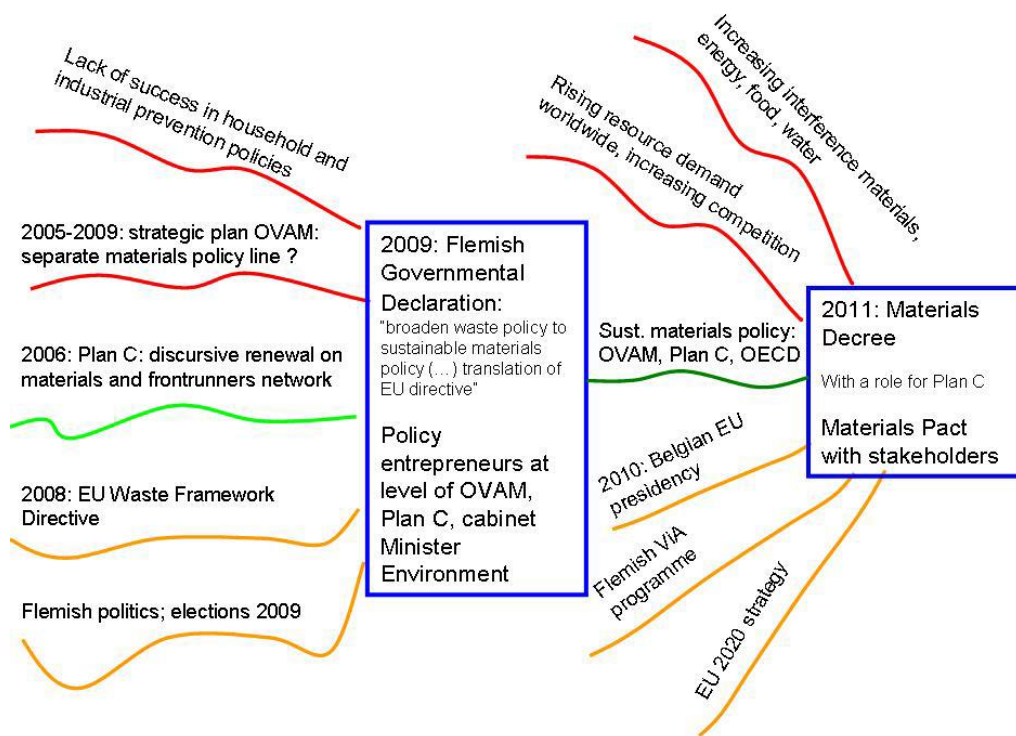 Lack of success in household and
industrial prevention policies
2005-2009: strategic plan OVAM:
separate materials policy line ?
2006: Plan C: discursive renewal on
materials and frontrunners network
2008: EU Waste Framework
Directive
Flemish politics; elections 2009
2009: Flemish
Governmental
Declaration:
"broaden waste policy to
sustainable materials
policy (...) translation of
EU directive"
Policy
entrepreneurs at
level of OVAM,
Plan C, cabinet
Minister
Environment
Rising resource demand
worldwide, increasing competition
Increasing interference materials,
energy, food, water
Sust. materials policy:
OVAM, Plan C, OECD
2010: Belgian EU
presidency
Flemish ViA
programme
EU 2020 strategy
2011: Materials
Decree
With a role for Plan C
Materials Pact
with stakeholders